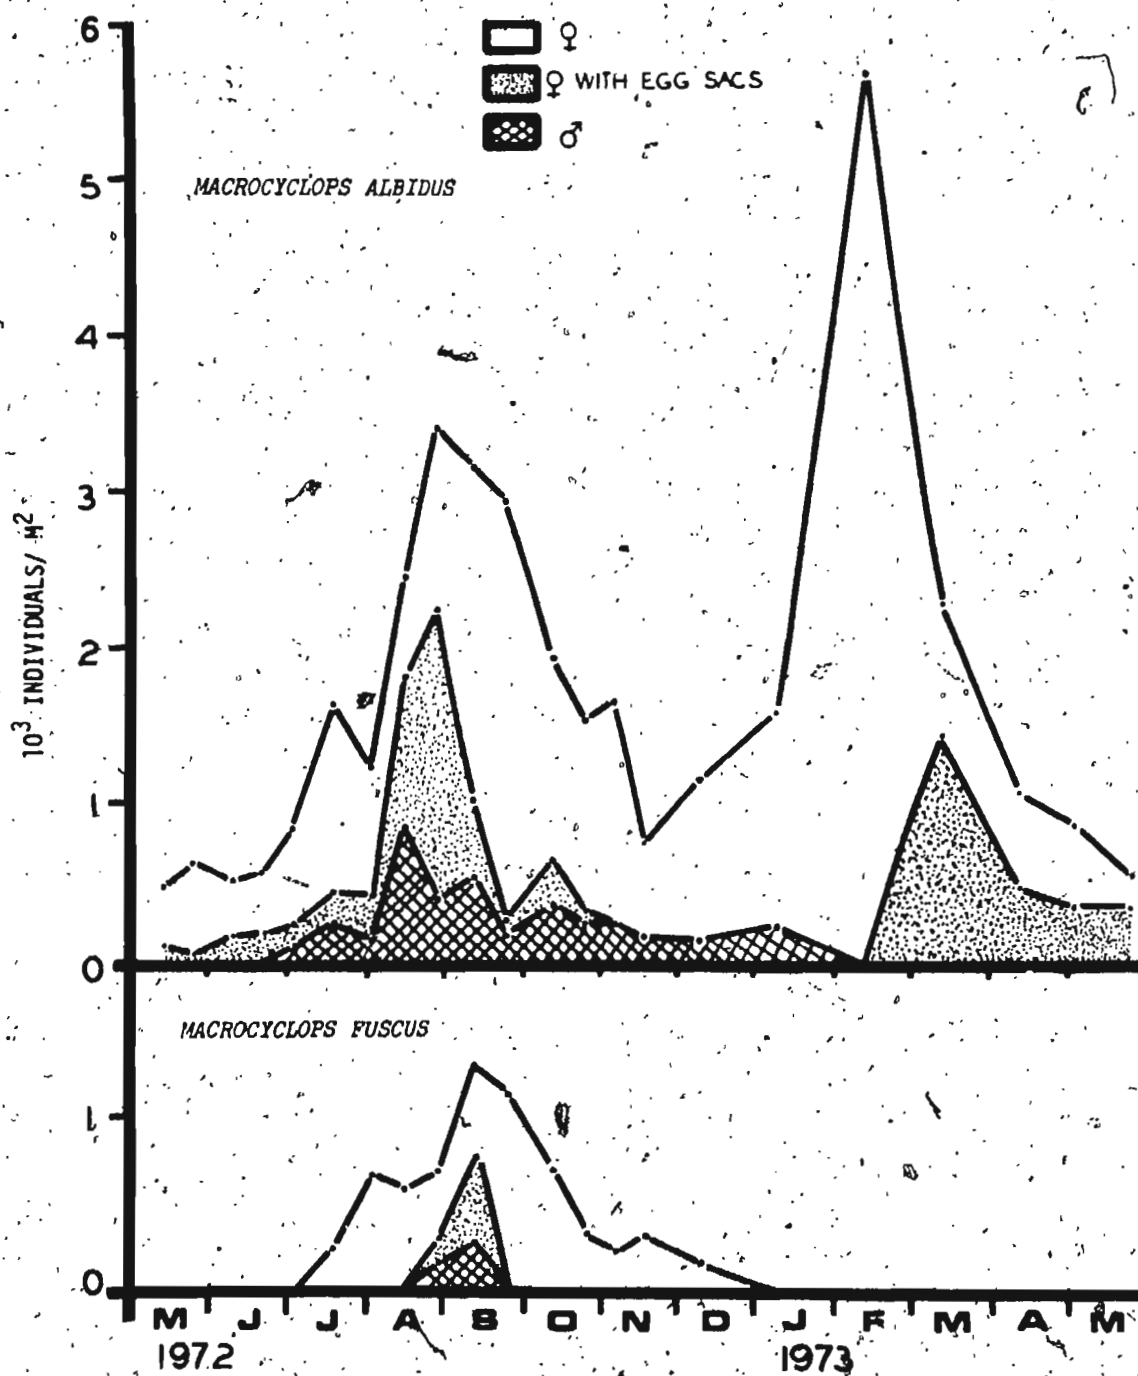 6
♀
♀ WITH EGG SACS
♂
5
MACROCYCLOPS ALBIDUS
4
3
10³ INDIVIDUALS/ M²
2
1
0
MACROCYCLOPS FUSCUS
1
0
M J J A S O N D J F M A M
1972 1973